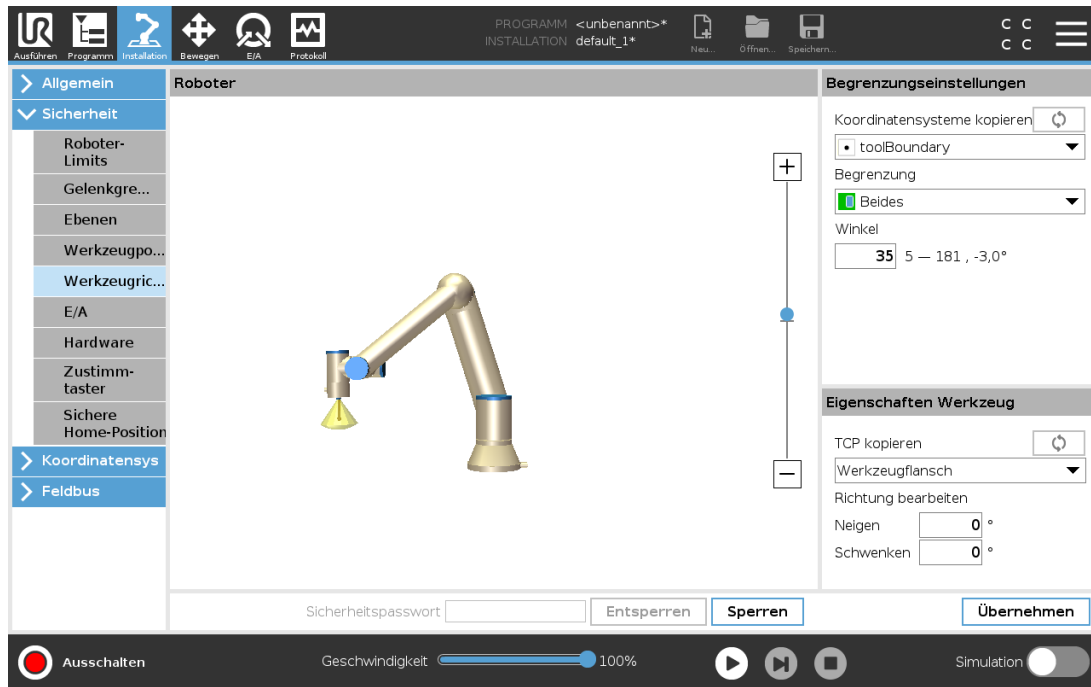 PROGRAMM <unbenannt>*
INSTALLATION default_1*
UR
Ausführen
Programm
Installation
Bewegen
E/A
Protokoll
Neu...
Öffnen...
Speichern...
C C
C C
Allgemein
Sicherheit
Roboter-
Limits
Gelenkgre...
Ebenen
Werkzeugpo...
Werkzeugric...
E/A
Hardware
Zustimm-
taster
Sichere
Home-Position
Koordinatensys
Feldbus
Roboter
+
−
Begrenzungseinstellungen
Koordinatensysteme kopieren
toolBoundary
Begrenzung
Beides
Winkel
35 5 — 181 , -3,0°
Eigenschaften Werkzeug
TCP kopieren
Werkzeugflansch
Richtung bearbeiten
Neigen 0 °
Schwenken 0 °
Sicherheitspasswort Entsperren Sperren Übernehmen
Ausschalten Geschwindigkeit 100% Simulation